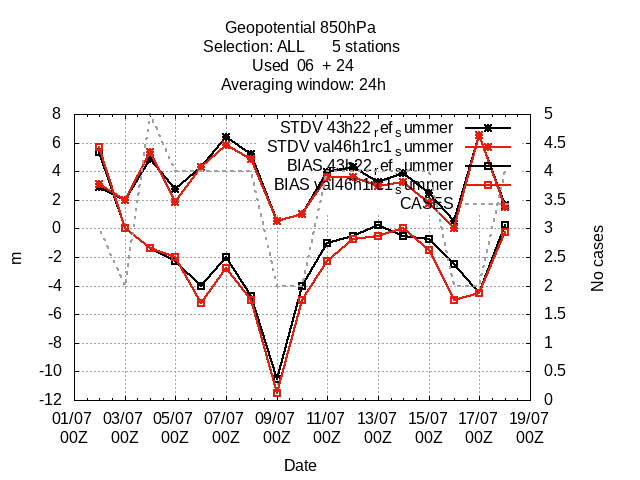 Geopotential 850hPa
Selection: ALL 5 stations
Used 06 + 24
Averaging window: 24h
8 5
6 4.5
4 4
2 3.5
0 3
-2 2.5
-4 2
-6 1.5
-8 1
-10 0.5
-12 0
STDV 43h22refsummer
STDV val46h1rc1summer
BIAS 43h22refsummer
BIAS val46h1rc1summer
CASES
m
No cases
01/07 03/07 05/07 07/07 09/07 11/07 13/07 15/07 17/07 19/07
00Z 00Z 00Z 00Z 00Z 00Z 00Z 00Z 00Z 00Z
Date